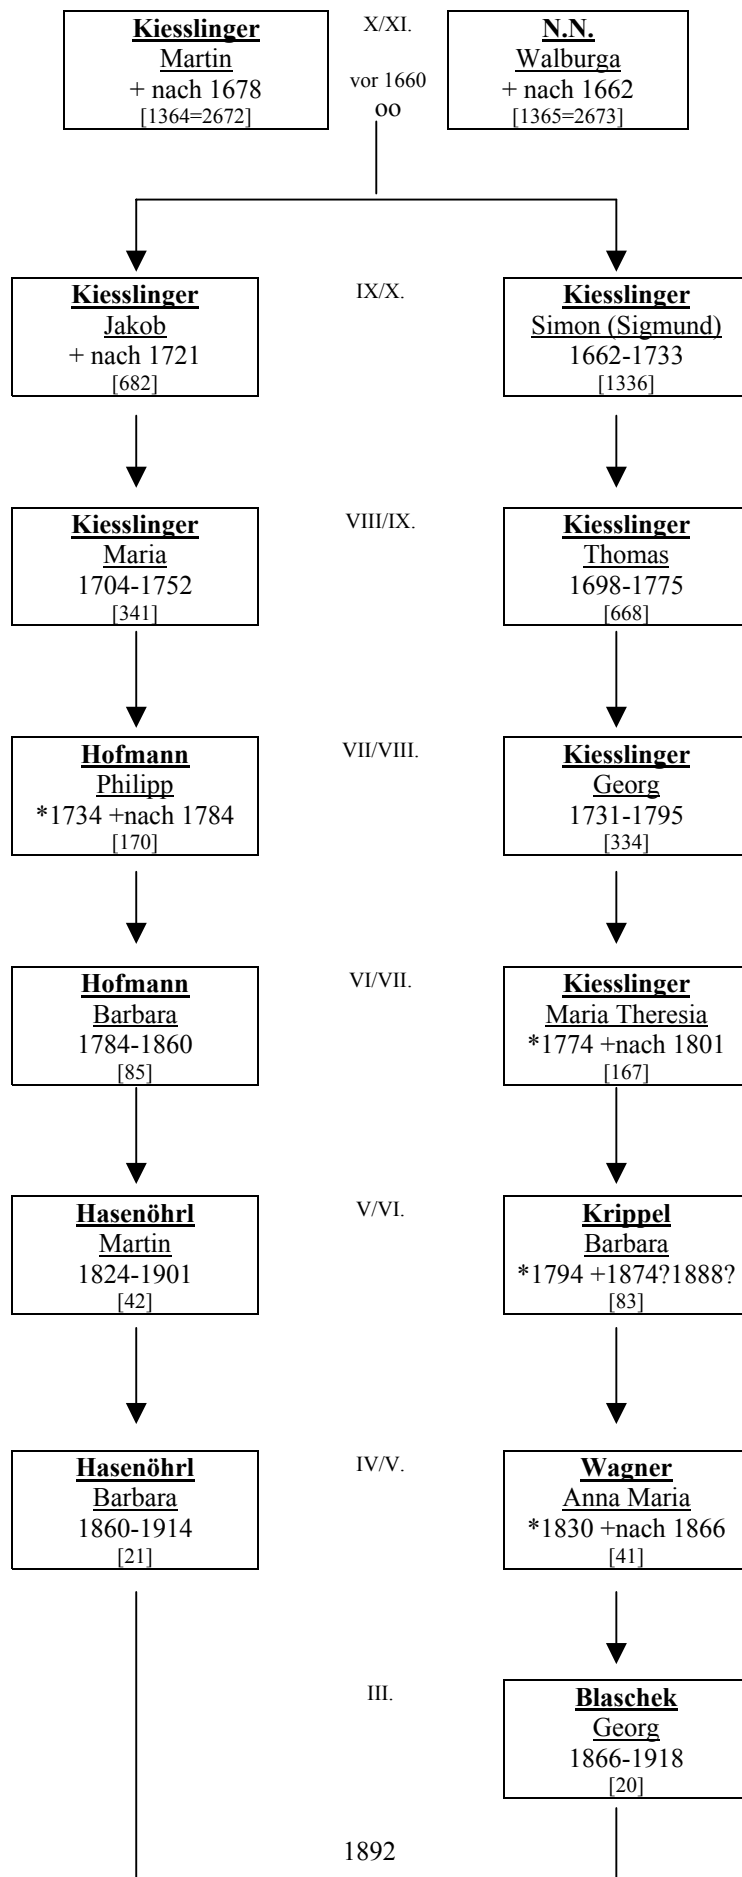 Kiesslinger
Martin
+ nach 1678
[1364=2672]
X/XI.
vor 1660
oo
N.N.
Walburga
+ nach 1662
[1365=2673]
Kiesslinger
Jakob
+ nach 1721
[682]
IX/X.
Kiesslinger
Simon (Sigmund)
1662-1733
[1336]
Kiesslinger
Maria
1704-1752
[341]
VIII/IX.
Kiesslinger
Thomas
1698-1775
[668]
Hofmann
Philipp
*1734 +nach 1784
[170]
VII/VIII.
Kiesslinger
Georg
1731-1795
[334]
Hofmann
Barbara
1784-1860
[85]
VI/VII.
Kiesslinger
Maria Theresia
*1774 +nach 1801
[167]
Hasenöhrl
Martin
1824-1901
[42]
V/VI.
Krippel
Barbara
*1794 +1874?1888?
[83]
Hasenöhrl
Barbara
1860-1914
[21]
IV/V.
Wagner
Anna Maria
*1830 +nach 1866
[41]
III.
Blaschek
Georg
1866-1918
[20]
1892